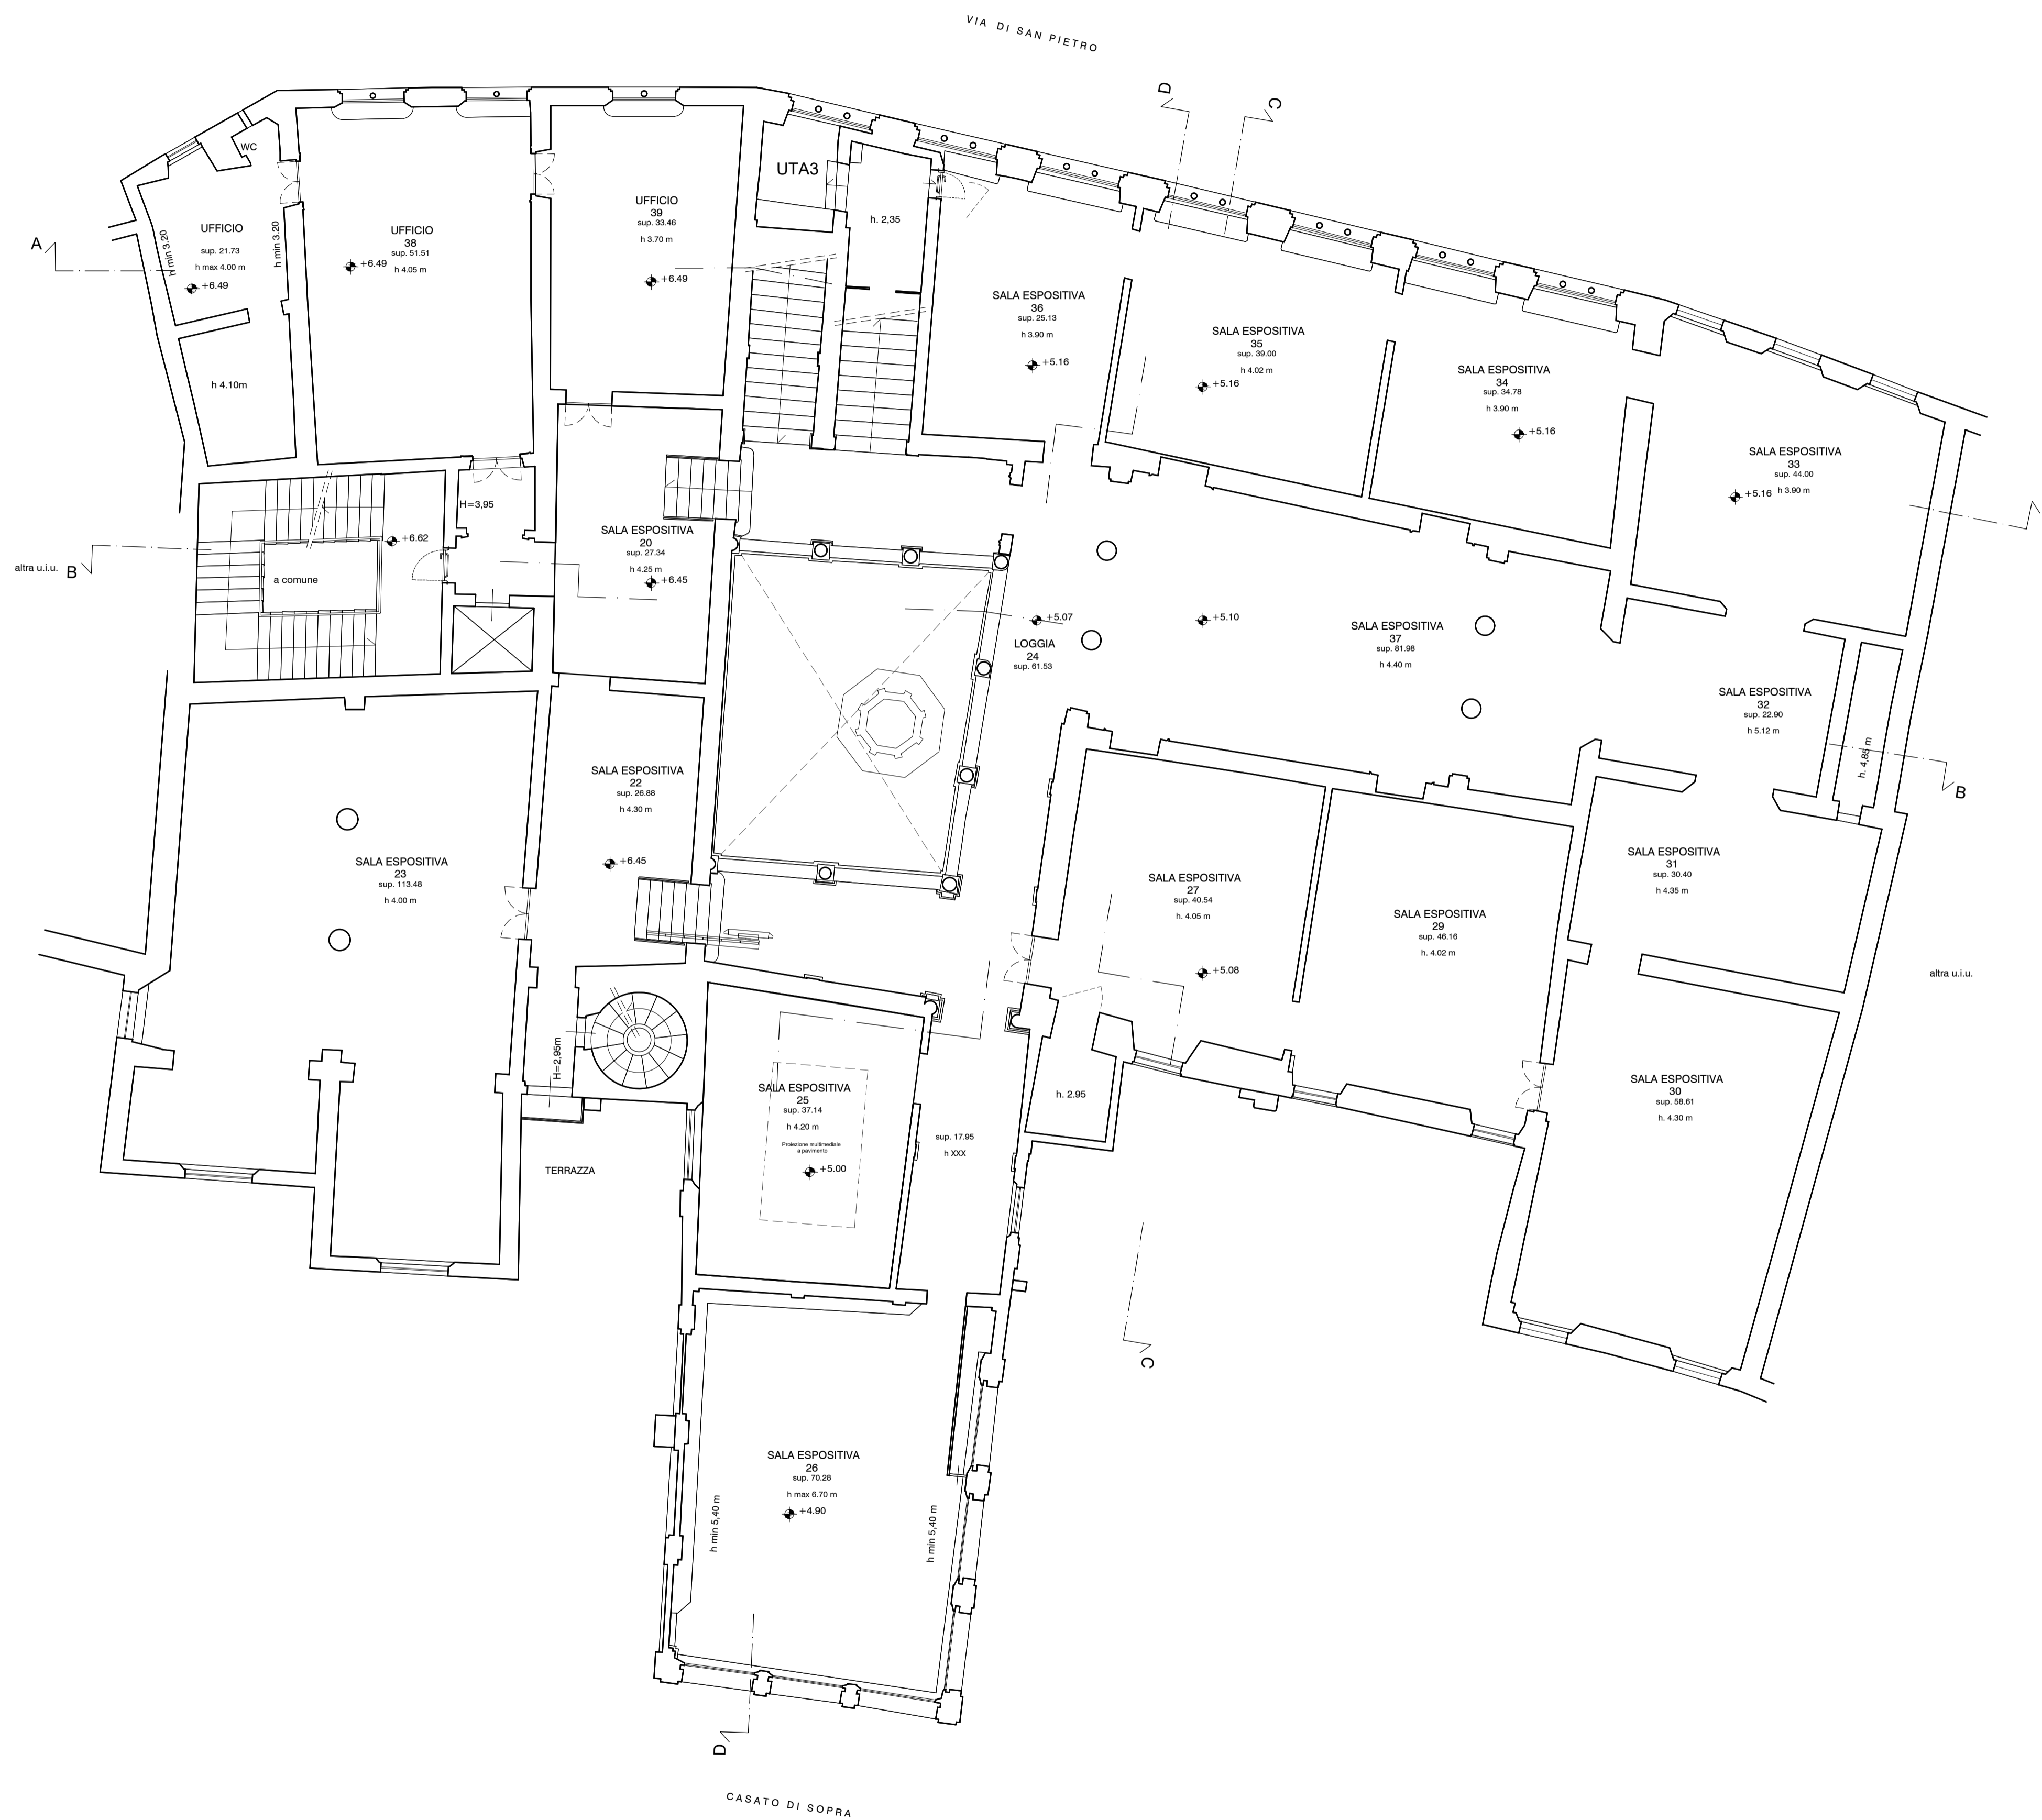 VIA DI SAN PIETRO
D
C
WC
UTA3
UFFICIO
39
sup. 33.46
h 3.70 m
+6.49
h. 2,35
UFFICIO
sup. 21.73
h max 4.00 m
+6.49
h min 3.20
h min 3.20
UFFICIO
38
sup. 51.51
h 4.05 m
+6.49
A
SALA ESPOSITIVA
36
sup. 25.13
h 3.90 m
+5.16
SALA ESPOSITIVA
35
sup. 39.00
h 4.02 m
+5.16
SALA ESPOSITIVA
34
sup. 34.78
h 3.90 m
+5.16
SALA ESPOSITIVA
33
sup. 44.00
h 3.90 m
+5.16
h 4.10m
H=3,95
+6.62
a comune
altra u.i.u.
B
SALA ESPOSITIVA
20
sup. 27.34
h 4.25 m
+6.45
+5.07
LOGGIA
24
sup. 61.53
+5.10
SALA ESPOSITIVA
37
sup. 81.98
h 4.40 m
SALA ESPOSITIVA
32
sup. 22.90
h 5.12 m
h. 4,85 m
B
SALA ESPOSITIVA
22
sup. 26.88
h 4.30 m
+6.45
SALA ESPOSITIVA
23
sup. 113.48
h 4.00 m
SALA ESPOSITIVA
27
sup. 40.54
h. 4.05 m
+5.08
SALA ESPOSITIVA
29
sup. 46.16
h. 4.02 m
SALA ESPOSITIVA
31
sup. 30.40
h 4.35 m
altra u.i.u.
H=2,95m
SALA ESPOSITIVA
25
sup. 37.14
h 4.20 m
Proiezione multimediale
a pavimento
+5.00
h. 2.95
sup. 17.95
h XXX
SALA ESPOSITIVA
30
sup. 58.61
h. 4.30 m
TERRAZZA
C
SALA ESPOSITIVA
26
sup. 70.28
h max 6.70 m
+4.90
h min 5,40 m
h min 5,40 m
D
CASATO DI SOPRA